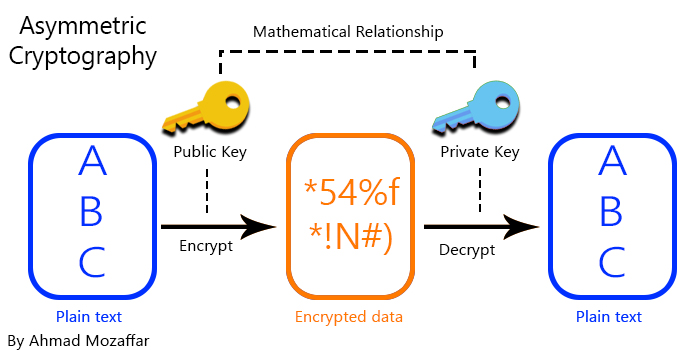 Asymmetric
Cryptography
Mathematical Relationship
Public Key
Private Key
A
B
C
*54%f
*!N#)
A
B
C
Encrypt
Decrypt
Plain text
Encrypted data
Plain text
By Ahmad Mozaffar